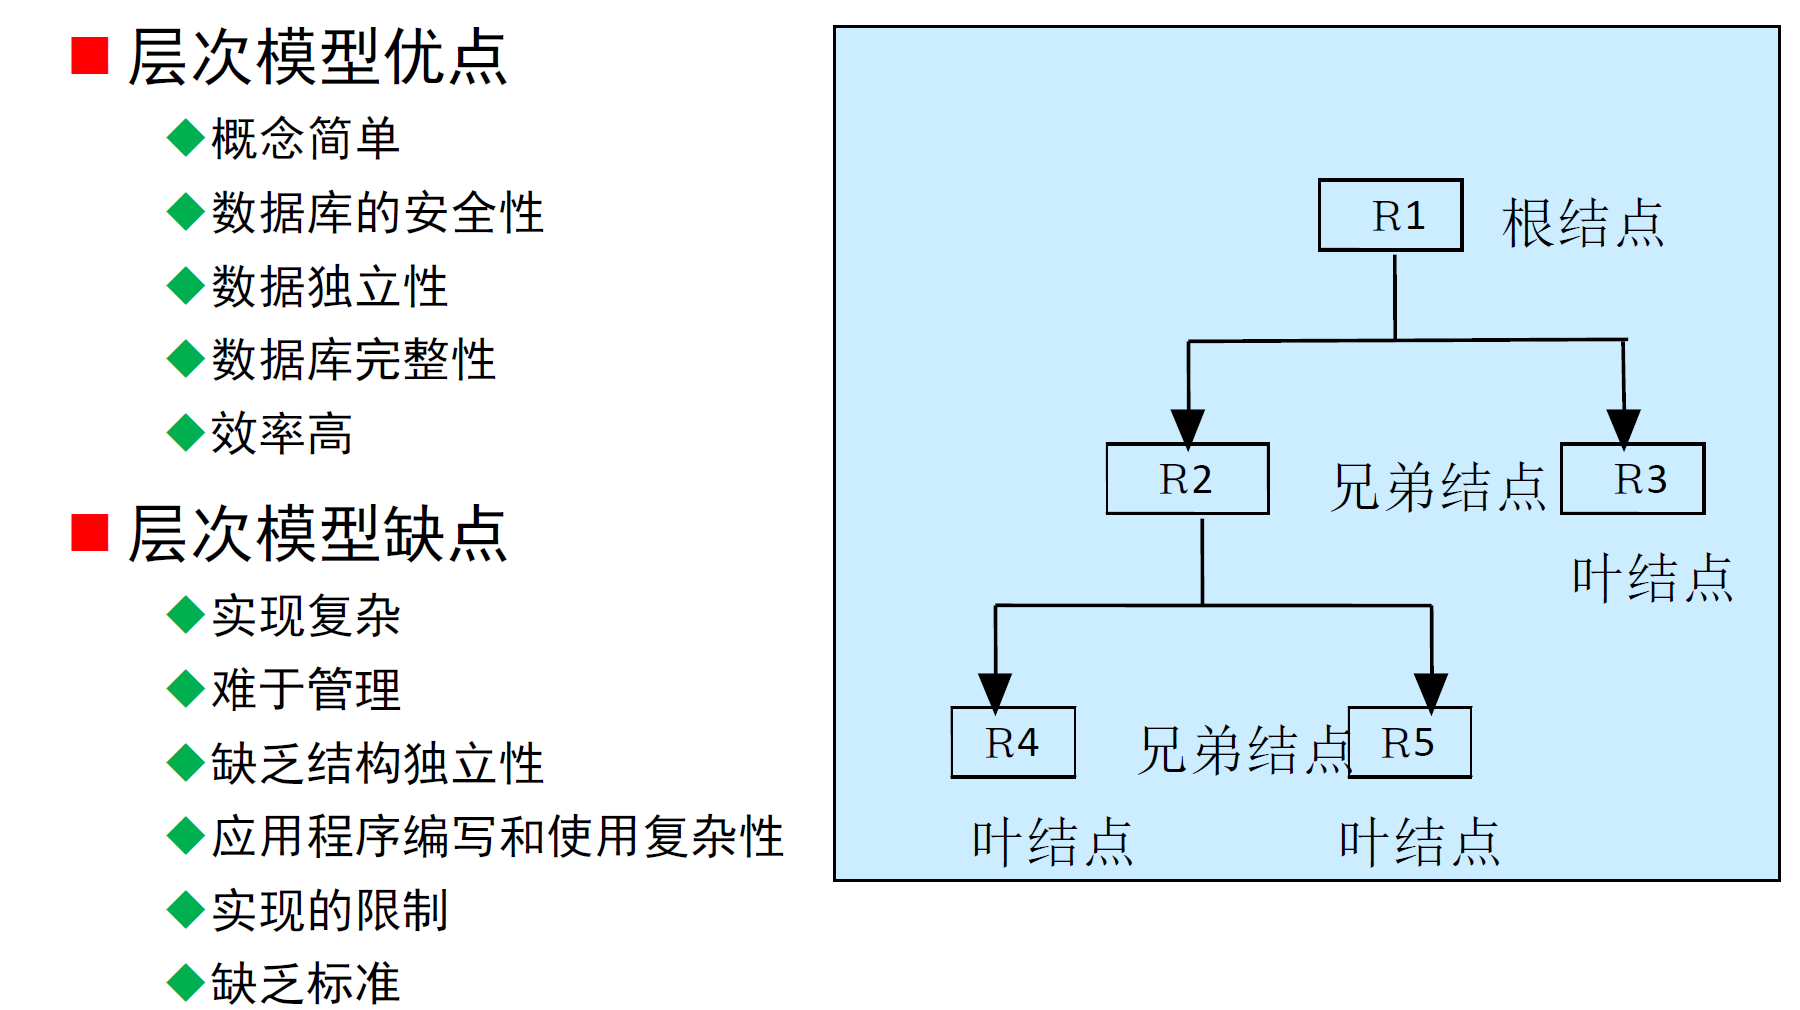 层次模型优点
概念简单
数据库的安全性
数据独立性
数据库完整性
效率高
层次模型缺点
实现复杂
难于管理
缺乏结构独立性
应用程序编写和使用复杂性
实现的限制
缺乏标准
R1 根结点
R2 兄弟结点 R3
叶结点
R4 兄弟结点 R5
叶结点 叶结点